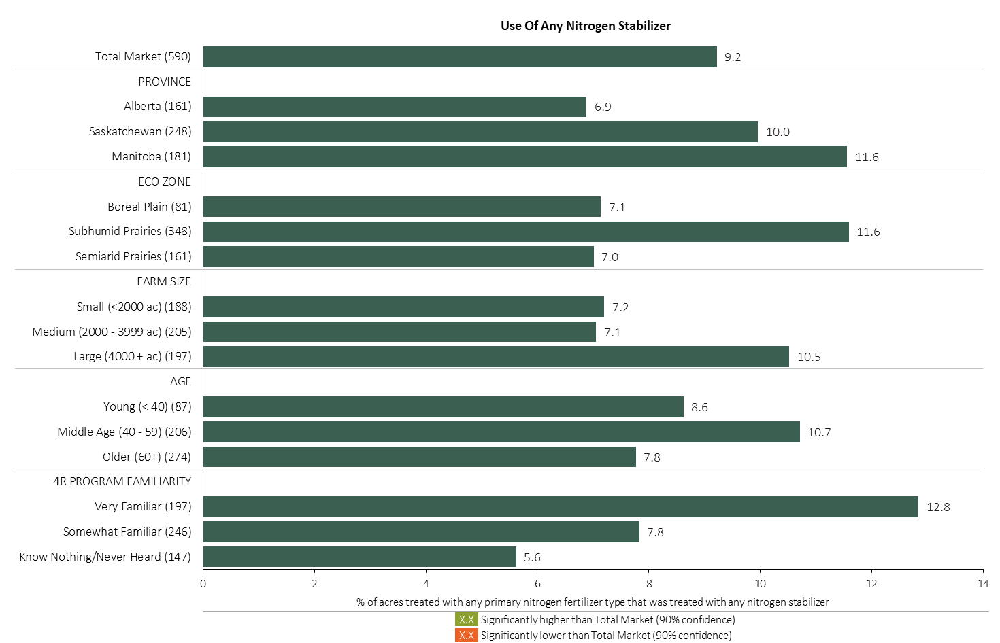 Use Of Any Nitrogen Stabilizer
Total Market (590) 9.2
PROVINCE
Alberta (161) 6.9
Saskatchewan (248) 10.0
Manitoba (181) 11.6
ECO ZONE
Boreal Plain (81) 7.1
Subhumid Prairies (348) 11.6
Semiarid Prairies (161) 7.0
FARM SIZE
Small (<2000 ac) (188) 7.2
Medium (2000 - 3999 ac) (205) 7.1
Large (4000 + ac) (197) 10.5
AGE
Young (< 40) (87) 8.6
Middle Age (40 - 59) (206) 10.7
Older (60+) (274) 7.8
4R PROGRAM FAMILIARITY
Very Familiar (197) 12.8
Somewhat Familiar (246) 7.8
Know Nothing/Never Heard (147) 5.6
0 2 4 6 8 10 12 14
% of acres treated with any primary nitrogen fertilizer type that was treated with any nitrogen stabilizer
X.X Significantly higher than Total Market (90% confidence)
X.X Significantly lower than Total Market (90% confidence)